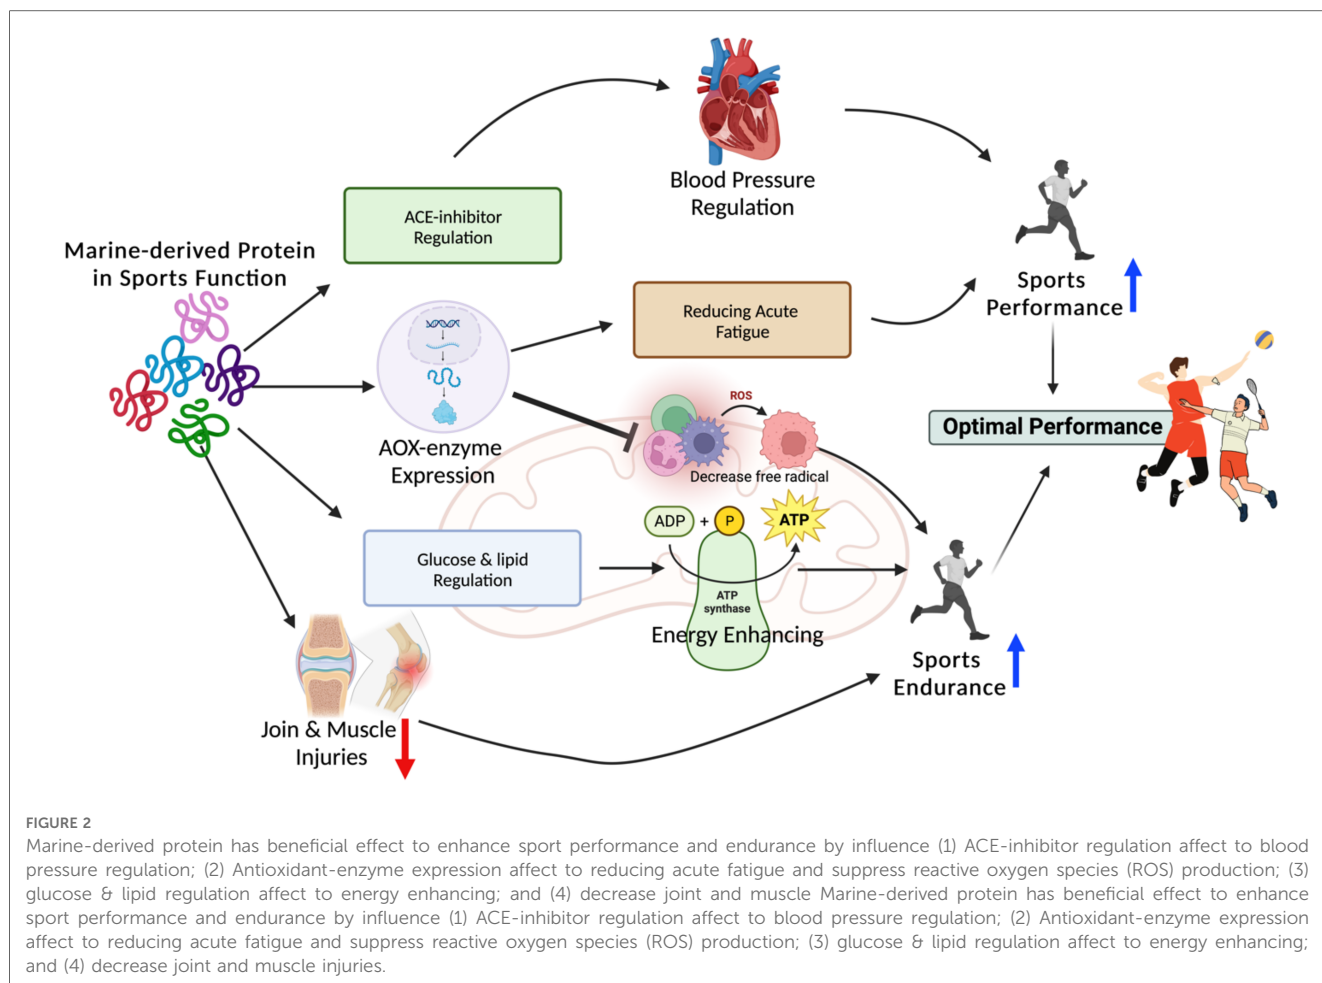 Blood Pressure
Regulation
ACE-inhibitor
Regulation
Marine-derived Protein
in Sports Function
Sports
Performance
Reducing Acute
Fatigue
ROS
Optimal Performance
AOX-enzyme
Expression
Decrease free radical
ADP + P ATP
Glucose & lipid
Regulation
ATP
synthase
Energy Enhancing
Sports
Endurance
Join & Muscle
Injuries
FIGURE 2
Marine-derived protein has beneficial effect to enhance sport performance and endurance by influence (1) ACE-inhibitor regulation affect to blood
pressure regulation; (2) Antioxidant-enzyme expression affect to reducing acute fatigue and suppress reactive oxygen species (ROS) production; (3)
glucose & lipid regulation affect to energy enhancing; and (4) decrease joint and muscle Marine-derived protein has beneficial effect to enhance
sport performance and endurance by influence (1) ACE-inhibitor regulation affect to blood pressure regulation; (2) Antioxidant-enzyme expression
affect to reducing acute fatigue and suppress reactive oxygen species (ROS) production; (3) glucose & lipid regulation affect to energy enhancing;
and (4) decrease joint and muscle injuries.